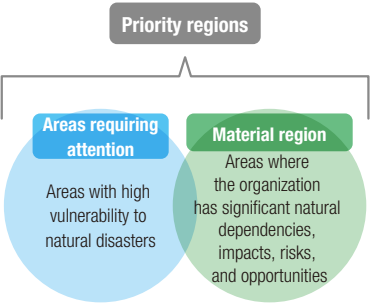 Priority regions
Areas requiring
attention
Areas with high
vulnerability to
natural disasters
Material region
Areas where
the organization
has significant natural
dependencies,
impacts, risks,
and opportunities